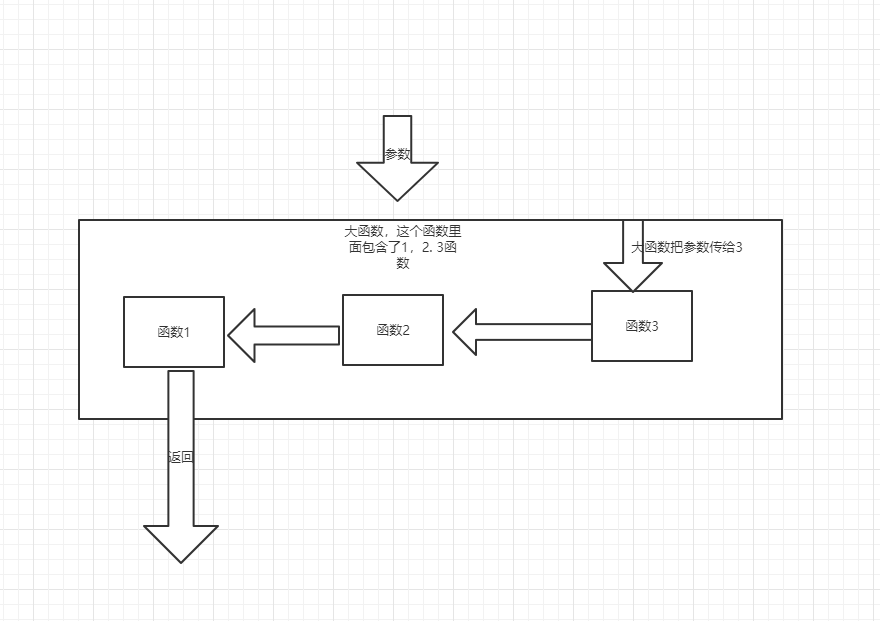 参数
大函数，这个函数里
面包含了1，2. 3函
数
大函数把参数传给3
函数1
函数2
函数3
返回